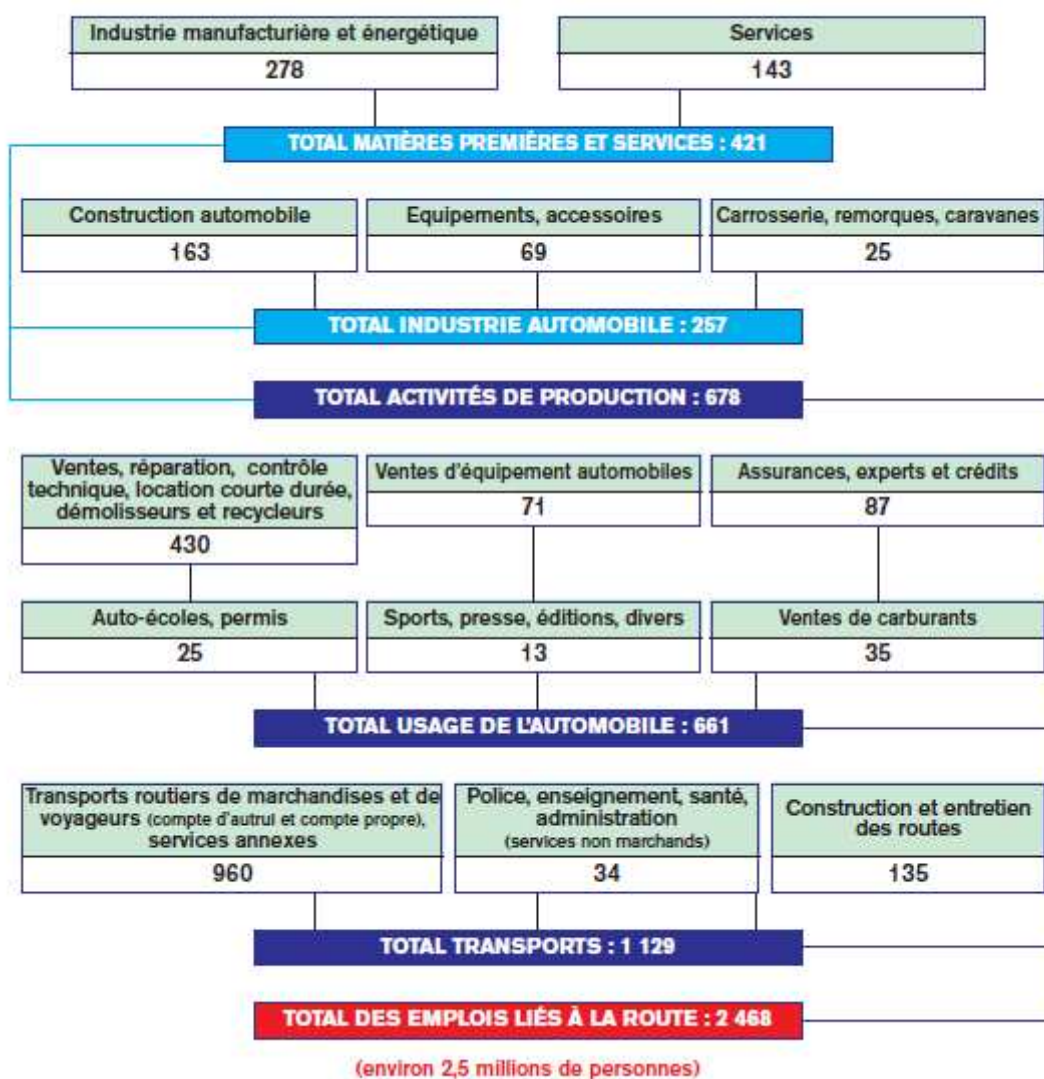 Industrie manufacturière et énergétique
278
Services
143
TOTAL MATIÈRES PREMIÈRES ET SERVICES : 421
Construction automobile
163
Equipements, accessoires
69
Carrosserie, remorques, caravanes
25
TOTAL INDUSTRIE AUTOMOBILE : 257
TOTAL ACTIVITÉS DE PRODUCTION : 678
Ventes, réparation, contrôle
technique, location courte durée,
démolisseurs et recycleurs
430
Ventes d'équipement automobiles
71
Assurances, experts et crédits
87
Auto-écoles, permis
25
Sports, presse, éditions, divers
13
Ventes de carburants
35
TOTAL USAGE DE L'AUTOMOBILE : 661
Transports routiers de marchandises et de
voyageurs (compte d'autrui et compte propre),
services annexes
960
Police, enseignement, santé,
administration
(services non marchands)
34
Construction et entretien
des routes
135
TOTAL TRANSPORTS : 1 129
TOTAL DES EMPLOIS LIÉS À LA ROUTE : 2 468
(environ 2,5 millions de personnes)